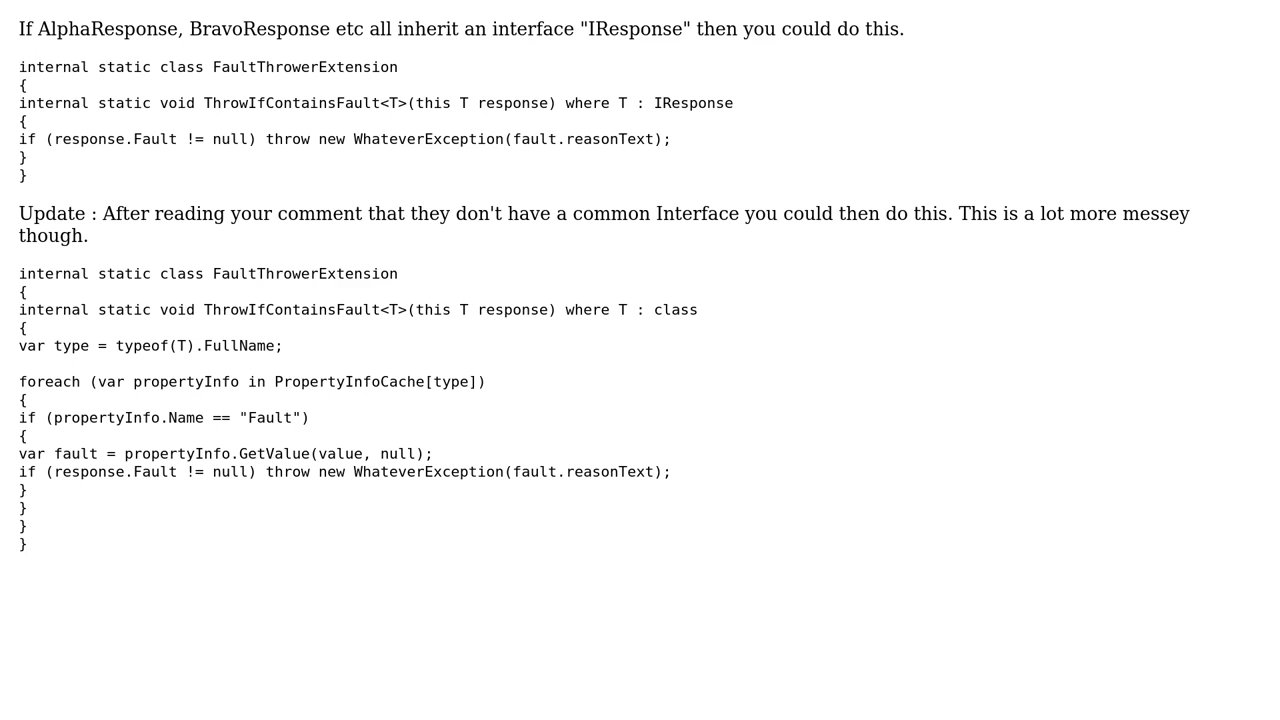 If AlphaResponse, BravoResponse etc all inherit an interface "IResponse" then you could do this.
internal static class FaultThrowerExtension
{
internal static void ThrowIfContainsFault<T>(this T response) where T : IResponse
{
if (response.Fault != null) throw new WhateverException(fault.reasonText);
}
}
Update : After reading your comment that they don't have a common Interface you could then do this. This is a lot more messey
though.
internal static class FaultThrowerExtension
{
internal static void ThrowIfContainsFault<T>(this T response) where T : class
{
var type = typeof(T).FullName;
foreach (var propertyInfo in PropertyInfoCache[type])
{
if (propertyInfo.Name == "Fault")
{
var fault = propertyInfo.GetValue(value, null);
if (response.Fault != null) throw new WhateverException(fault.reasonText);
}
}
}
}